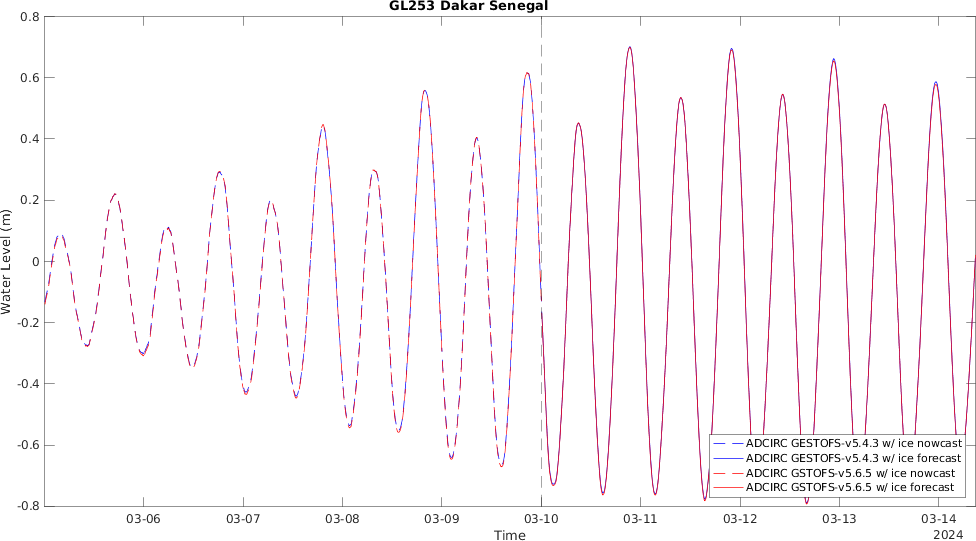 GL253 Dakar Senegal
0.8
0.6
0.4
0.2
0
-0.2
-0.4
-0.6
-0.8
Water Level (m)
03-06
03-07
03-08
03-09
03-10
03-11
03-12
03-13
03-14
2024
Time
ADCIRC GESTOFS-v5.4.3 w/ ice nowcast
ADCIRC GESTOFS-v5.4.3 w/ ice forecast
ADCIRC GSTOFS-v5.6.5 w/ ice nowcast
ADCIRC GSTOFS-v5.6.5 w/ ice forecast